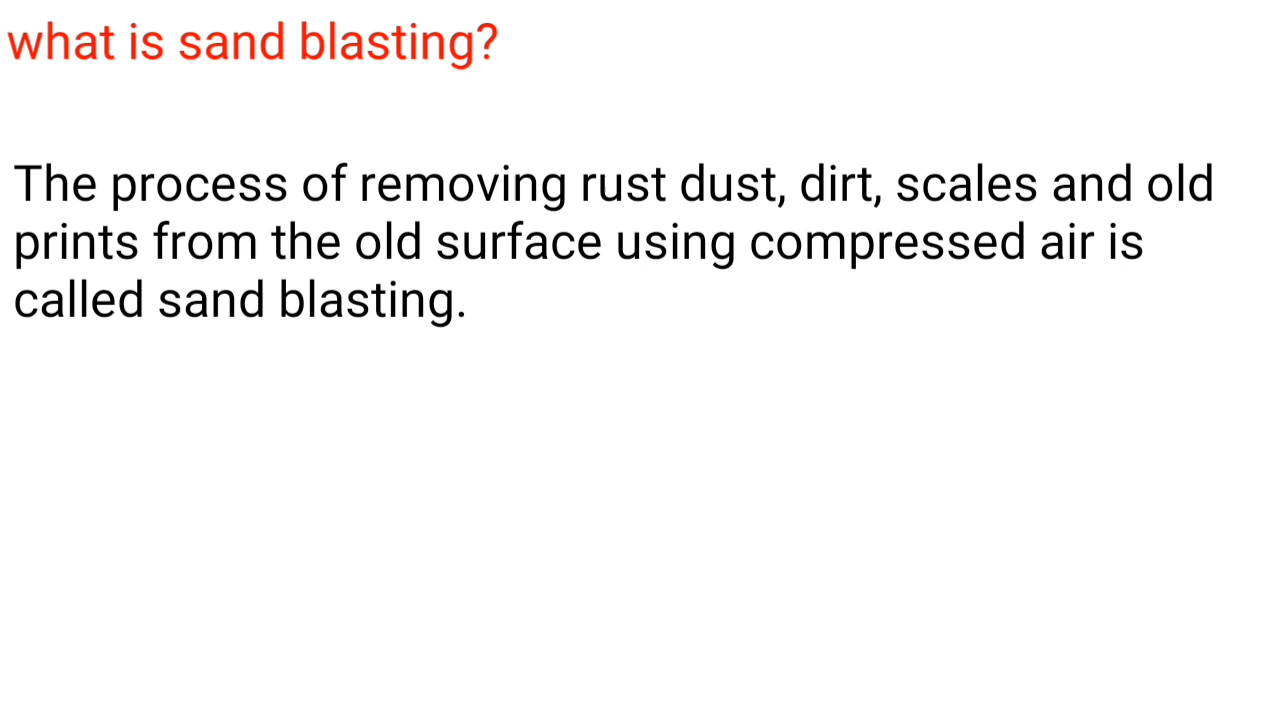 what is sand blasting?
The process of removing rust dust, dirt, scales and old
prints from the old surface using compressed air is
called sand blasting.